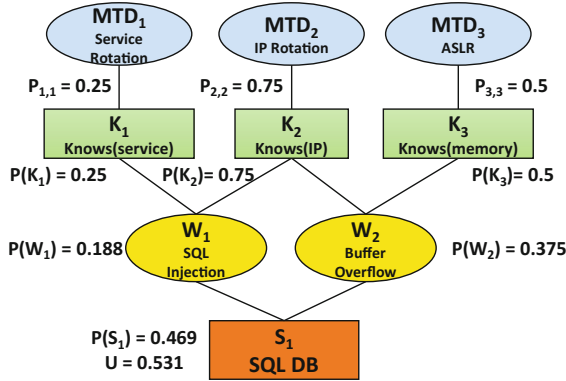 MTD₁
Service
Rotation
MTD₂
IP Rotation
MTD₃
ASLR
P₁,₁ = 0.25
P₂,₂ = 0.75
P₃,₃ = 0.5
K₁
Knows(service)
K₂
Knows(IP)
K₃
Knows(memory)
P(K₁) = 0.25
P(K₂)= 0.75
P(K₃)= 0.5
P(W₁) = 0.188
W₁
SQL
Injection
W₂
Buffer
Overflow
P(W₂) = 0.375
P(S₁) = 0.469
U = 0.531
S₁
SQL DB